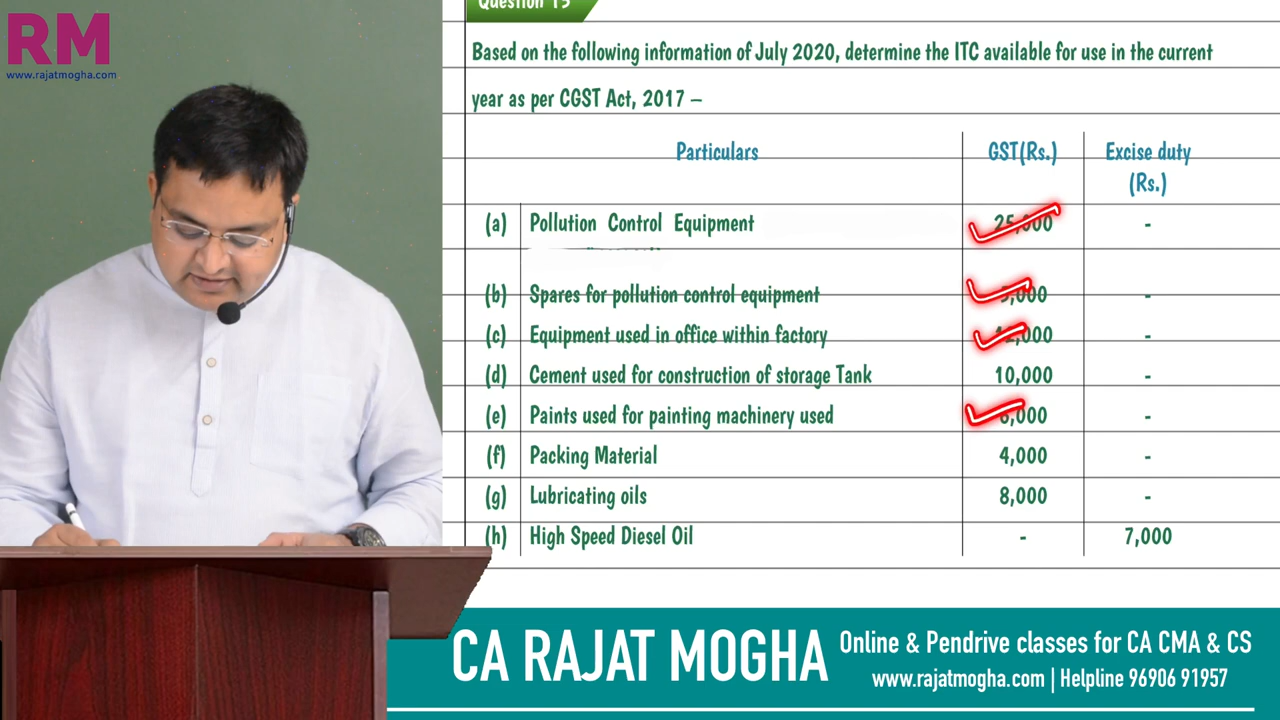 RM
www.rajatmogha.com
Question 15
Based on the following information of July 2020, determine the ITC available for use in the current
year as per CGST Act, 2017 –
Particulars GST(Rs.) Excise duty
(Rs.)
(a) Pollution Control Equipment 25,000 -
(b) Spares for pollution control equipment -
(c) Equipment used in office within factory 12,000 -
(d) Cement used for construction of storage Tank 10,000 -
(e) Paints used for painting machinery used -
(f) Packing Material 4,000 -
(g) Lubricating oils 8,000 -
(h) High Speed Diesel Oil - 7,000
CA RAJAT MOGHA
Online & Pendrive classes for CA CMA & CS
www.rajatmogha.com | Helpline 96906 91957